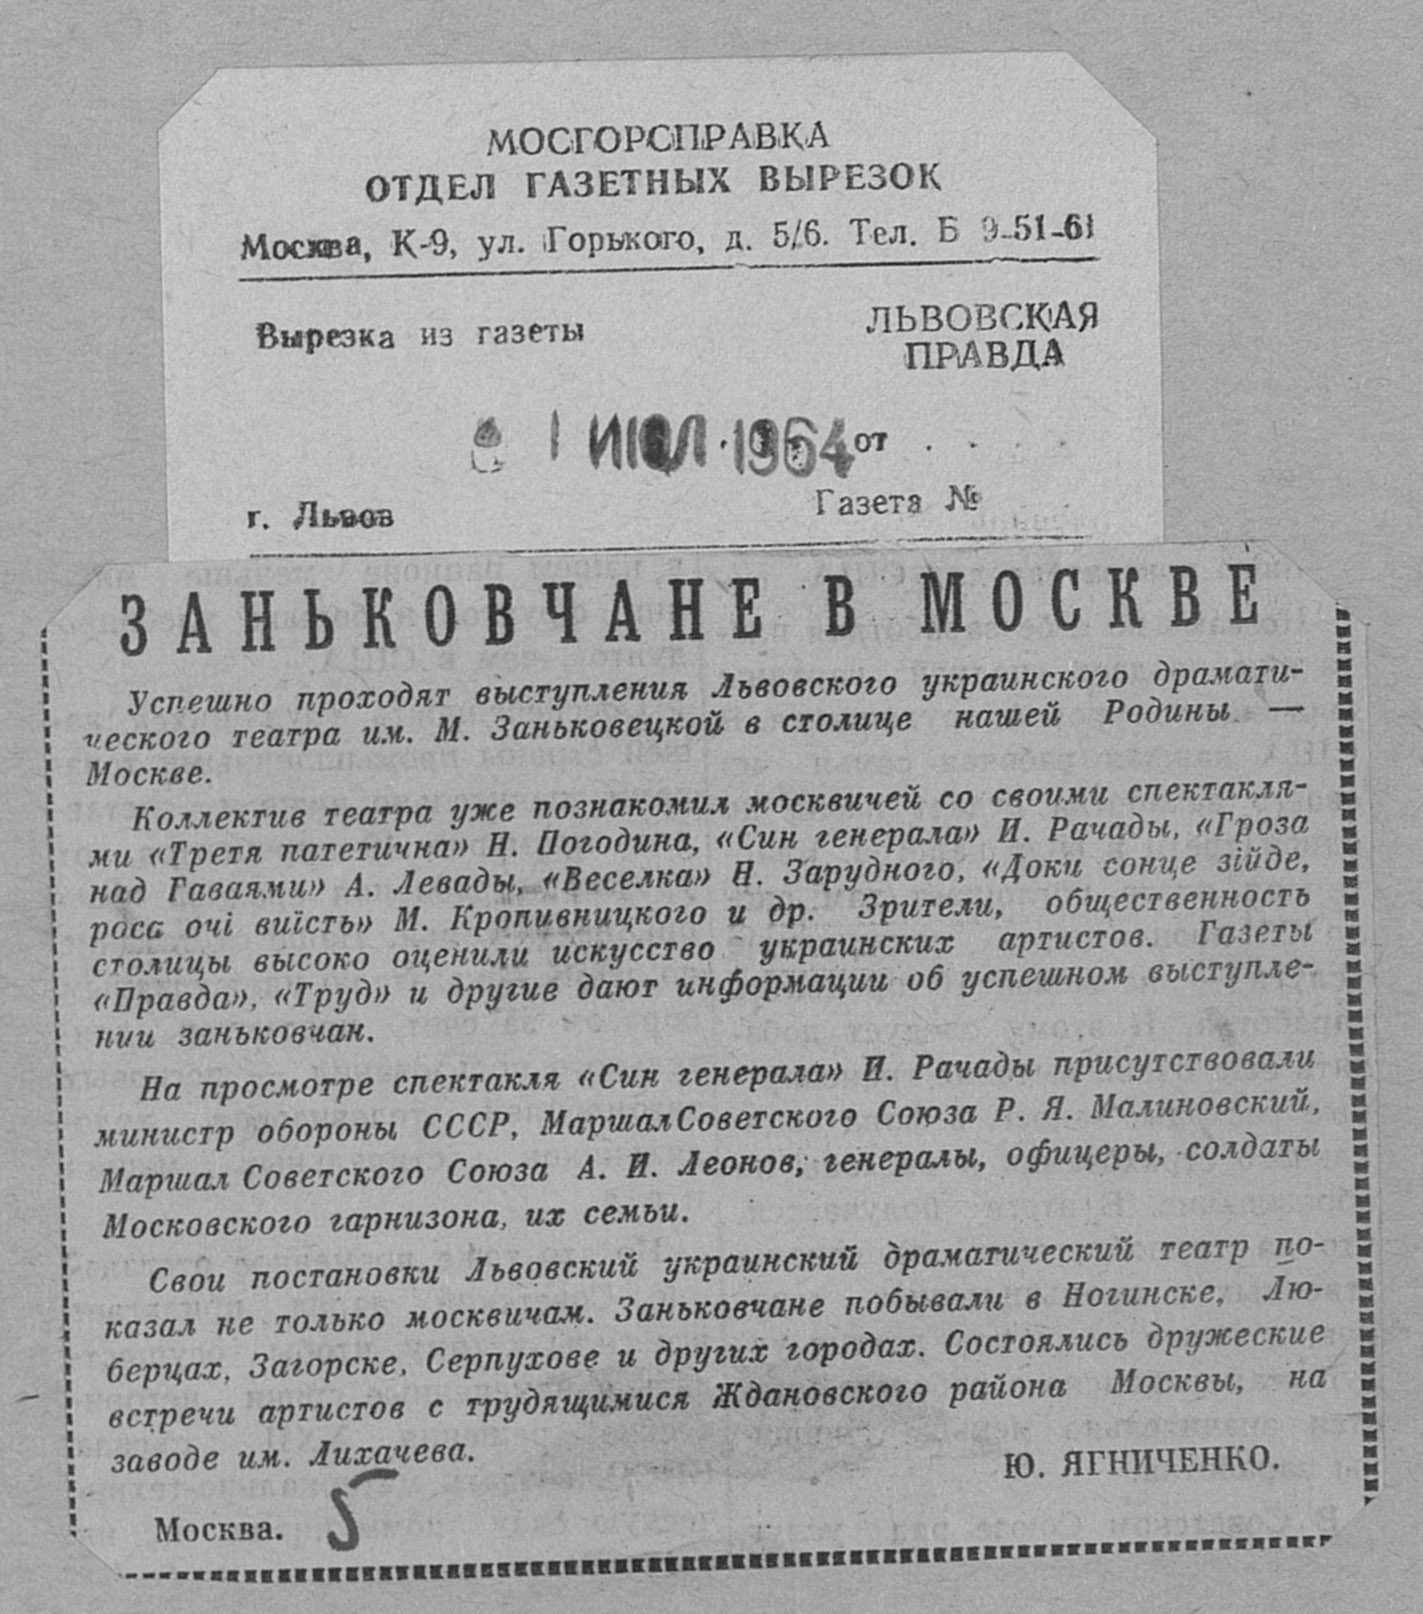 МОСГОРСПРАВКА
ОТДЕЛ ГАЗЕТНЫХ ВЫРЕЗОК
Москва, К-9, ул. Горького, д. 5/6. Тел. Б 9-51-61
Вырезка из газеты
ЛЬВОВСКАЯ
ПРАВДА
1 ИЮЛ 1964 от . . . .
г. Львов
Газета № . .
ЗАНЬКОВЧАНЕ В МОСКВЕ
Успешно проходят выступления Львовского украинского драмати-
ческого театра им. М. Заньковецкой в столице нашей Родины —
Москве.
Коллектив театра уже познакомил москвичей со своими спектакля-
ми «Третя патетична» Н. Погодина, «Син генерала» И. Рачады, «Гроза
над Гаваями» А. Левады, «Веселка» Н. Зарудного, «Доки сонце зійде,
роса очі виїсть» М. Кропивницкого и др. Зрители, общественность
столицы высоко оценили искусство украинских артистов. Газеты
«Правда», «Труд» и другие дают информации об успешном выступле-
нии заньковчан.
На просмотре спектакля «Син генерала» И. Рачады присутствовали
министр обороны СССР, Маршал Советского Союза Р. Я. Малиновский,
Маршал Советского Союза А. И. Леонов, генералы, офицеры, солдаты
Московского гарнизона, их семьи.
Свои постановки Львовский украинский драматический театр по-
казал не только москвичам. Заньковчане побывали в Ногинске, Лю-
берцах, Загорске, Серпухове и других городах. Состоялись дружеские
встречи артистов с трудящимися Ждановского района Москвы, на
заводе им. Лихачева.
Ю. ЯГНИЧЕНКО.
Москва.
5